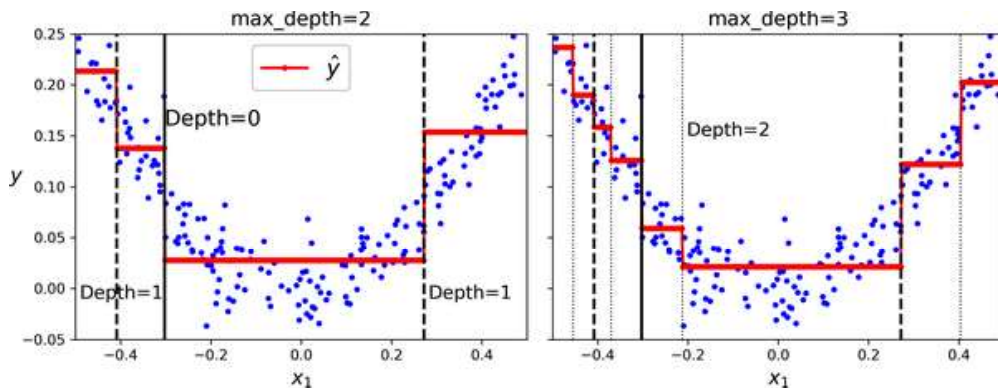 max_depth=2
0.25
0.20
0.15
0.10
0.05
0.00
−0.05
y
ŷ
Depth=0
Depth=1
Depth=1
−0.4 −0.2 0.0 0.2 0.4
x₁
max_depth=3
Depth=2
−0.4 −0.2 0.0 0.2 0.4
x₁